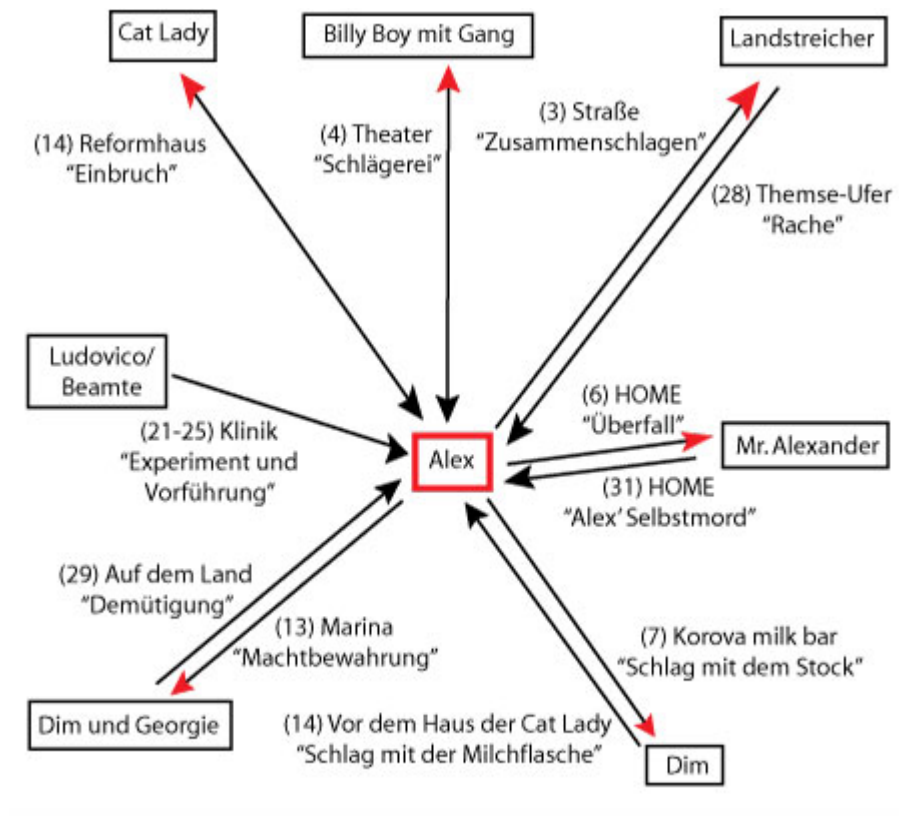 Cat Lady
Billy Boy mit Gang
Landstreicher
(14) Reformhaus
"Einbruch"
(4) Theater
"Schlägerei"
(3) Straße
"Zusammenschlagen"
(28) Themse-Ufer
"Rache"
Ludovico/
Beamte
(21-25) Klinik
"Experiment und
Vorführung"
Alex
(6) HOME
"Überfall"
Mr. Alexander
(31) HOME
"Alex' Selbstmord"
(29) Auf dem Land
"Demütigung"
(13) Marina
"Machtbewahrung"
(7) Korova milk bar
"Schlag mit dem Stock"
Dim und Georgie
(14) Vor dem Haus der Cat Lady
"Schlag mit der Milchflasche"
Dim